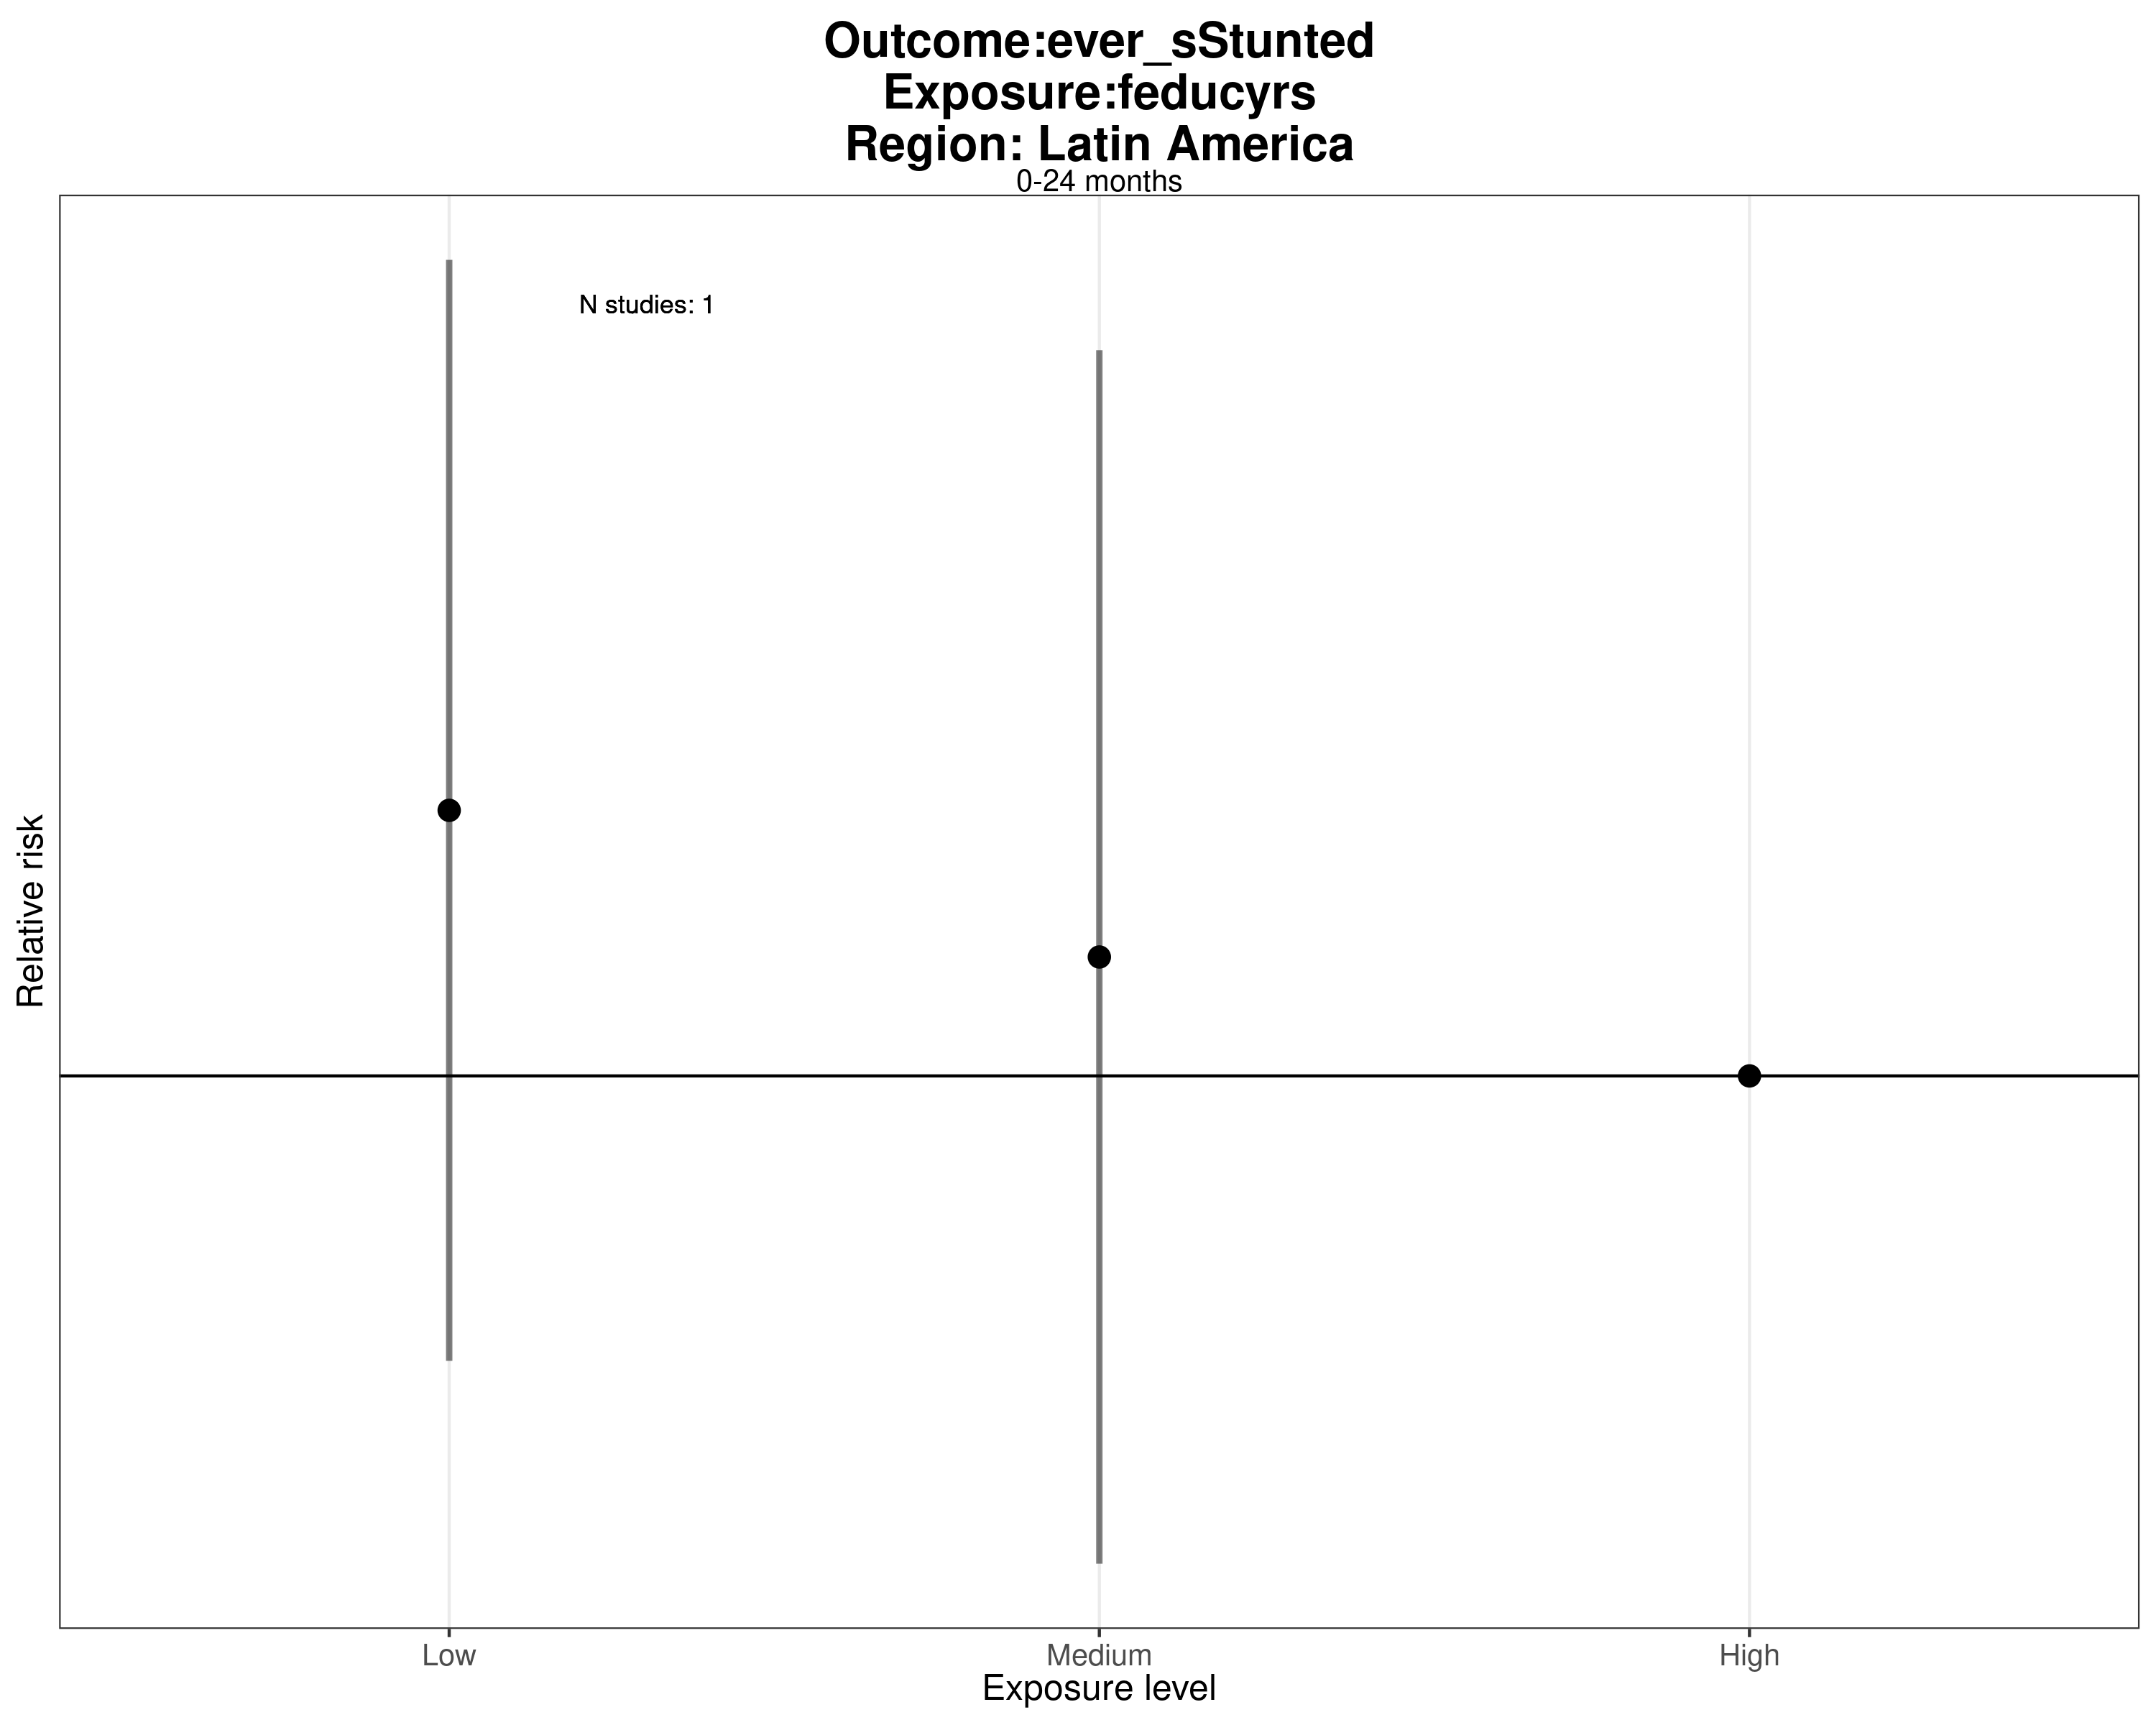 Outcome:ever_sStunted
Exposure:feducyrs
Region: Latin America
0-24 months
N studies: 1
Relative risk
Low
Medium
High
Exposure level